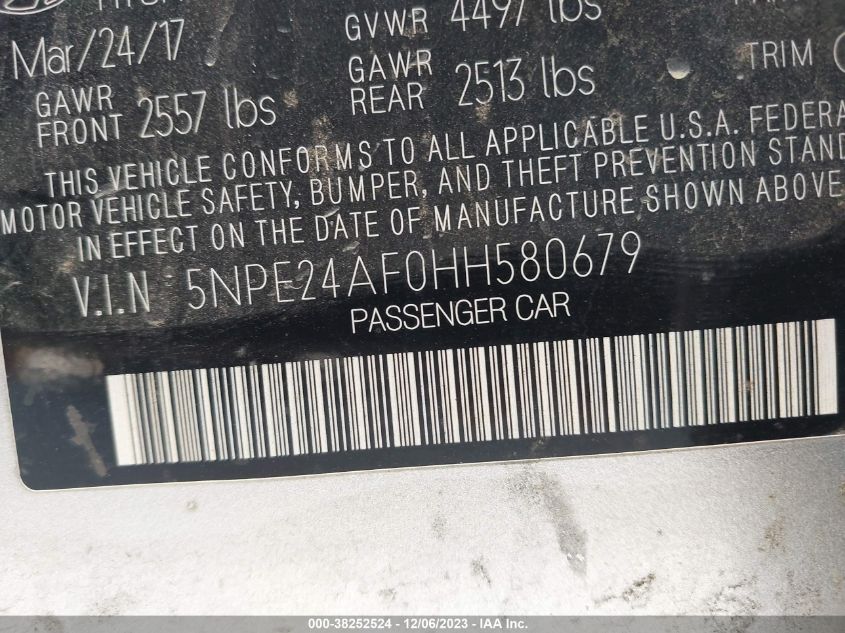 Mar/24/17
GVWR 4497 lbs
GAWR FRONT 2557 lbs
GAWR REAR 2513 lbs
TRIM
THIS VEHICLE CONFORMS TO ALL APPLICABLE U.S.A. FEDERA
MOTOR VEHICLE SAFETY, BUMPER, AND THEFT PREVENTION STAND
IN EFFECT ON THE DATE OF MANUFACTURE SHOWN ABOVE
V.I.N 5NPE24AF0HH580679
PASSENGER CAR
000-38252524 - 12/06/2023 - IAA Inc.